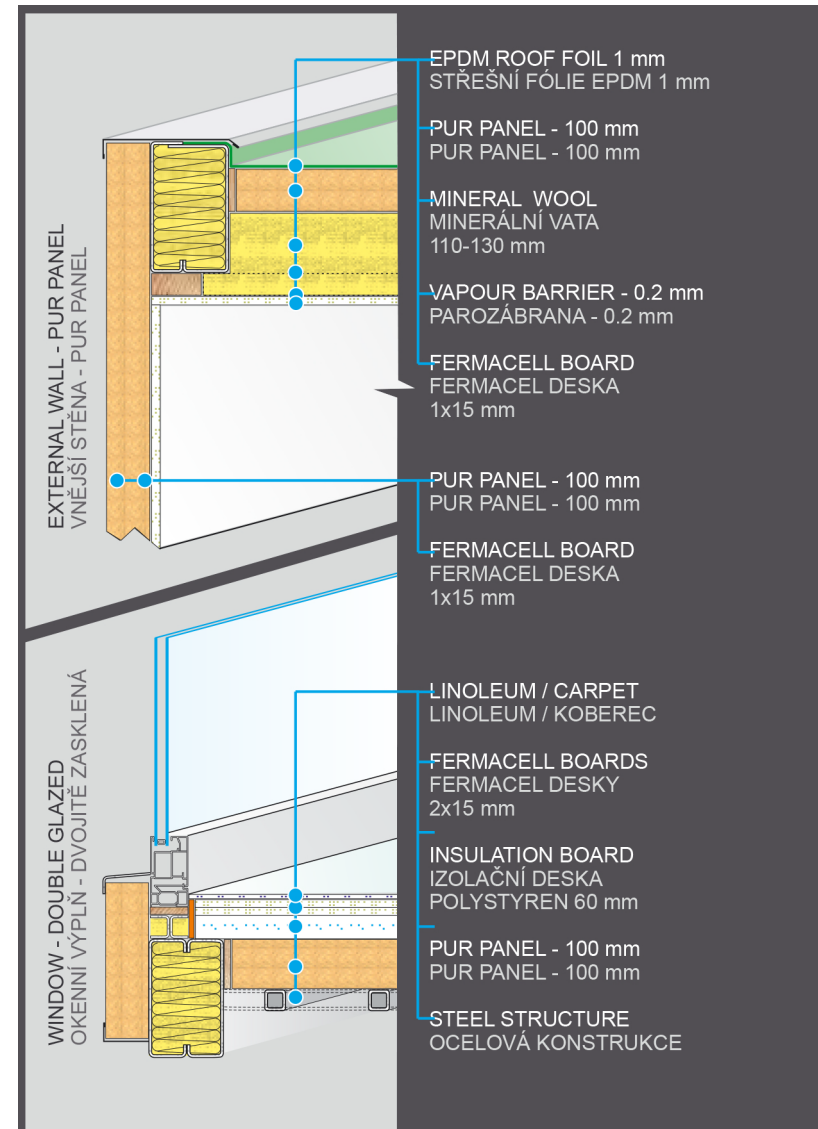 EPDM ROOF FOIL 1 mm
STŘEŠNÍ FÓLIE EPDM 1 mm
PUR PANEL - 100 mm
PUR PANEL - 100 mm
MINERAL WOOL
MINERÁLNÍ VATA
110-130 mm
VAPOUR BARRIER - 0.2 mm
PAROZÁBRANA - 0.2 mm
FERMACELL BOARD
FERMACEL DESKA
1x15 mm
EXTERNAL WALL - PUR PANEL
VNĚJŠÍ STĚNA - PUR PANEL
PUR PANEL - 100 mm
PUR PANEL - 100 mm
FERMACELL BOARD
FERMACEL DESKA
1x15 mm
LINOLEUM / CARPET
LINOLEUM / KOBEREC
FERMACELL BOARDS
FERMACEL DESKY
2x15 mm
INSULATION BOARD
IZOLAČNÍ DESKA
POLYSTYREN 60 mm
PUR PANEL - 100 mm
PUR PANEL - 100 mm
STEEL STRUCTURE
OCELOVÁ KONSTRUKCE
WINDOW - DOUBLE GLAZED
OKENNÍ VÝPLŇ - DVOJITĚ ZASKLENÁ